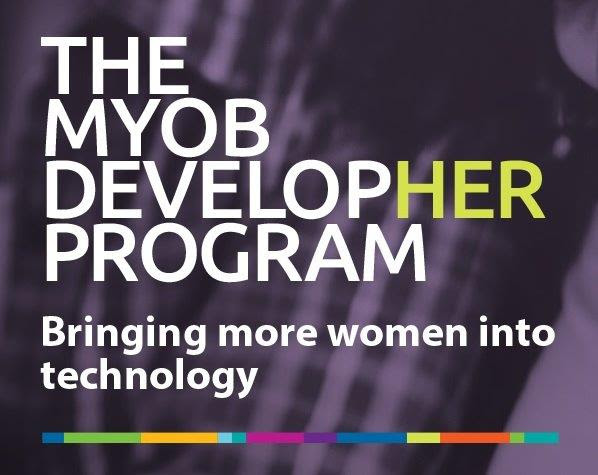 THE
MYOB
DEVELOPHER
PROGRAM
Bringing more women into
technology